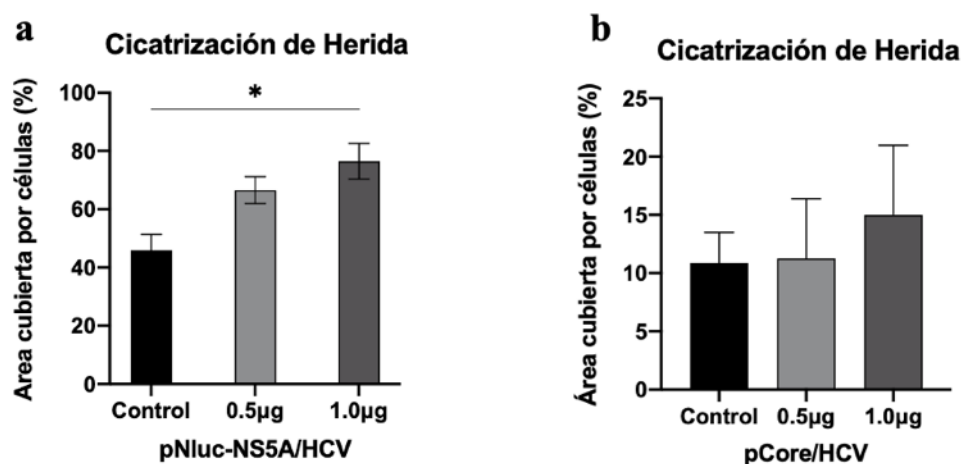 a
Cicatrización de Herida
*
Area cubierta por células (%)
100
80
60
40
20
0
Control 0.5µg 1.0µg
pNluc-NS5A/HCV
b
Cicatrización de Herida
Área cubierta por células (%)
25
20
15
10
5
0
Control 0.5µg 1.0µg
pCore/HCV